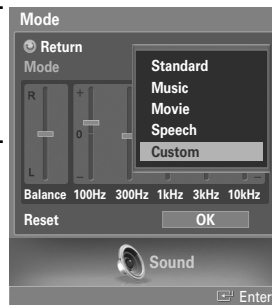 Mode
Return
Mode
Standard
Music
Movie
Speech
Custom
R
+
0
L
−
Balance 100Hz 300Hz 1kHz 3kHz 10kHz
Reset
OK
Sound
Enter